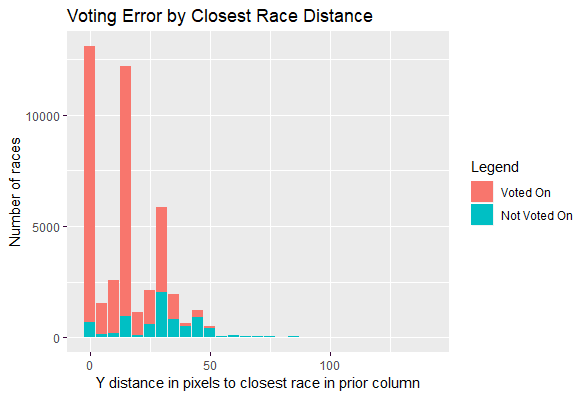 Voting Error by Closest Race Distance
Number of races
10000
5000
0
0
50
100
Y distance in pixels to closest race in prior column
Legend
Voted On
Not Voted On